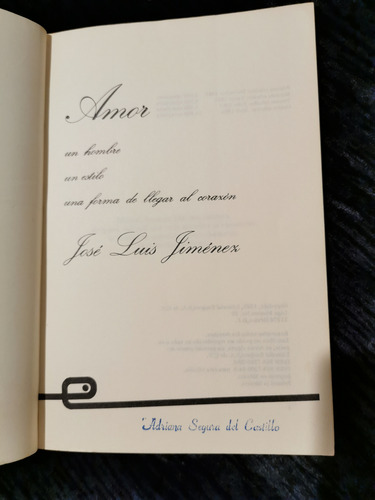 Amor
un hombre
un estilo
una forma de llegar al corazón
José Luis Jiménez
Adriana Segura del Castillo